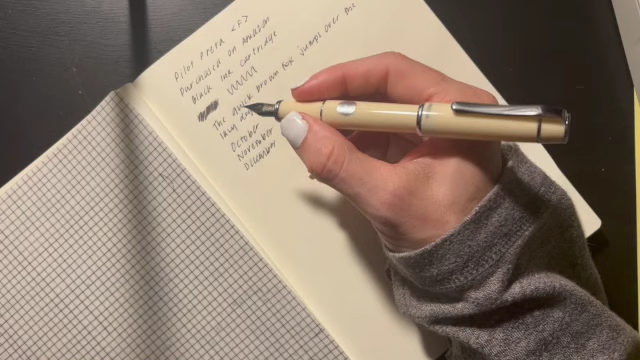 Pilot Prera <F>
Purchased on Amazon
Black ink cartridge
The quick brown fox jumps over the
lazy dog
October
November
December